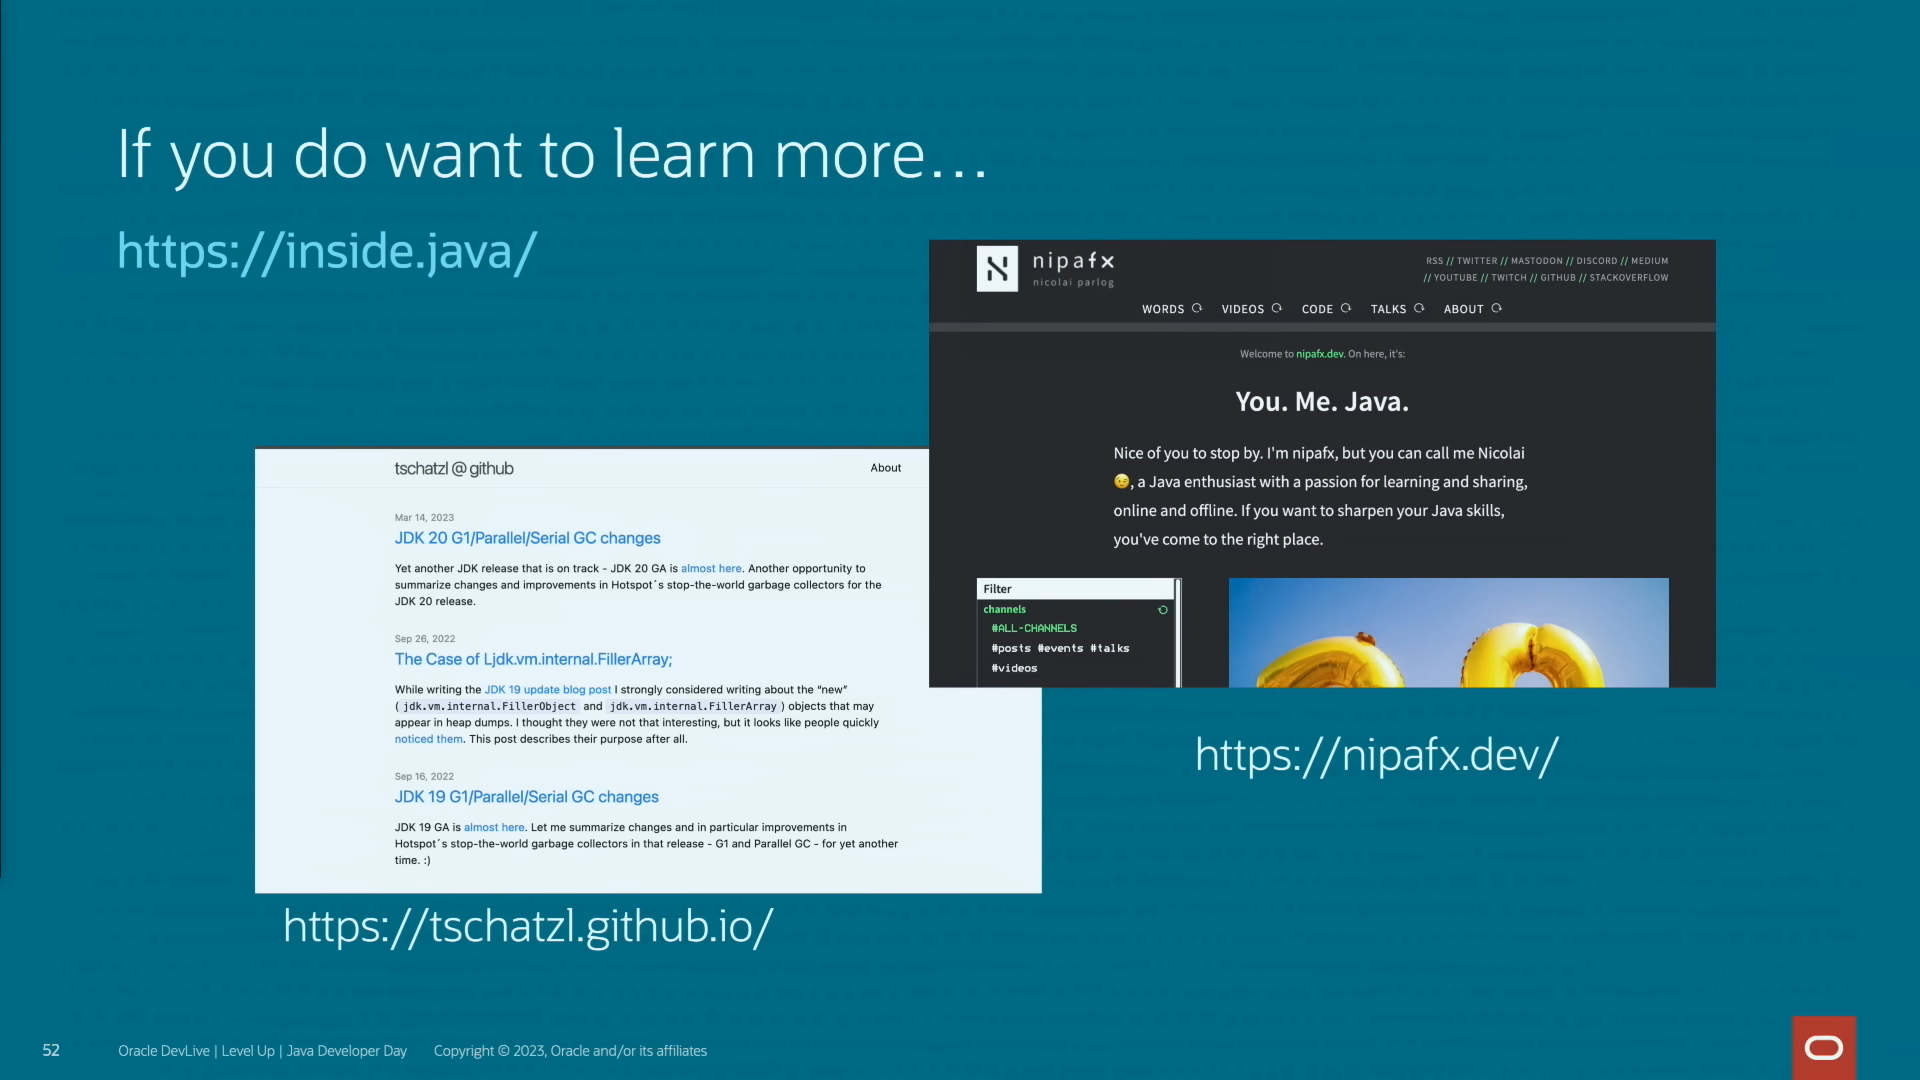 If you do want to learn more...
https://inside.java/
nipafx
nicolai parlog
RSS // TWITTER // MASTODON // DISCORD // MEDIUM
// YOUTUBE // TWITCH // GITHUB // STACKOVERFLOW
WORDS VIDEOS CODE TALKS ABOUT
Welcome to nipafx.dev. On here, it's:
You. Me. Java.
Nice of you to stop by. I'm nipafx, but you can call me Nicolai
😉, a Java enthusiast with a passion for learning and sharing,
online and offline. If you want to sharpen your Java skills,
you've come to the right place.
Filter
channels
#ALL-CHANNELS
#posts #events #talks
#videos
https://nipafx.dev/
tschatzl @ github
About
Mar 14, 2023
JDK 20 G1/Parallel/Serial GC changes
Yet another JDK release that is on track - JDK 20 GA is almost here. Another opportunity to
summarize changes and improvements in Hotspot´s stop-the-world garbage collectors for the
JDK 20 release.
Sep 26, 2022
The Case of Ljdk.vm.internal.FillerArray;
While writing the JDK 19 update blog post I strongly considered writing about the “new”
( jdk.vm.internal.FillerObject and jdk.vm.internal.FillerArray ) objects that may
appear in heap dumps. I thought they were not that interesting, but it looks like people quickly
noticed them. This post describes their purpose after all.
Sep 16, 2022
JDK 19 G1/Parallel/Serial GC changes
JDK 19 GA is almost here. Let me summarize changes and in particular improvements in
Hotspot´s stop-the-world garbage collectors in that release - G1 and Parallel GC - for yet another
time. :)
https://tschatzl.github.io/
52
Oracle DevLive | Level Up | Java Developer Day
Copyright © 2023, Oracle and/or its affiliates